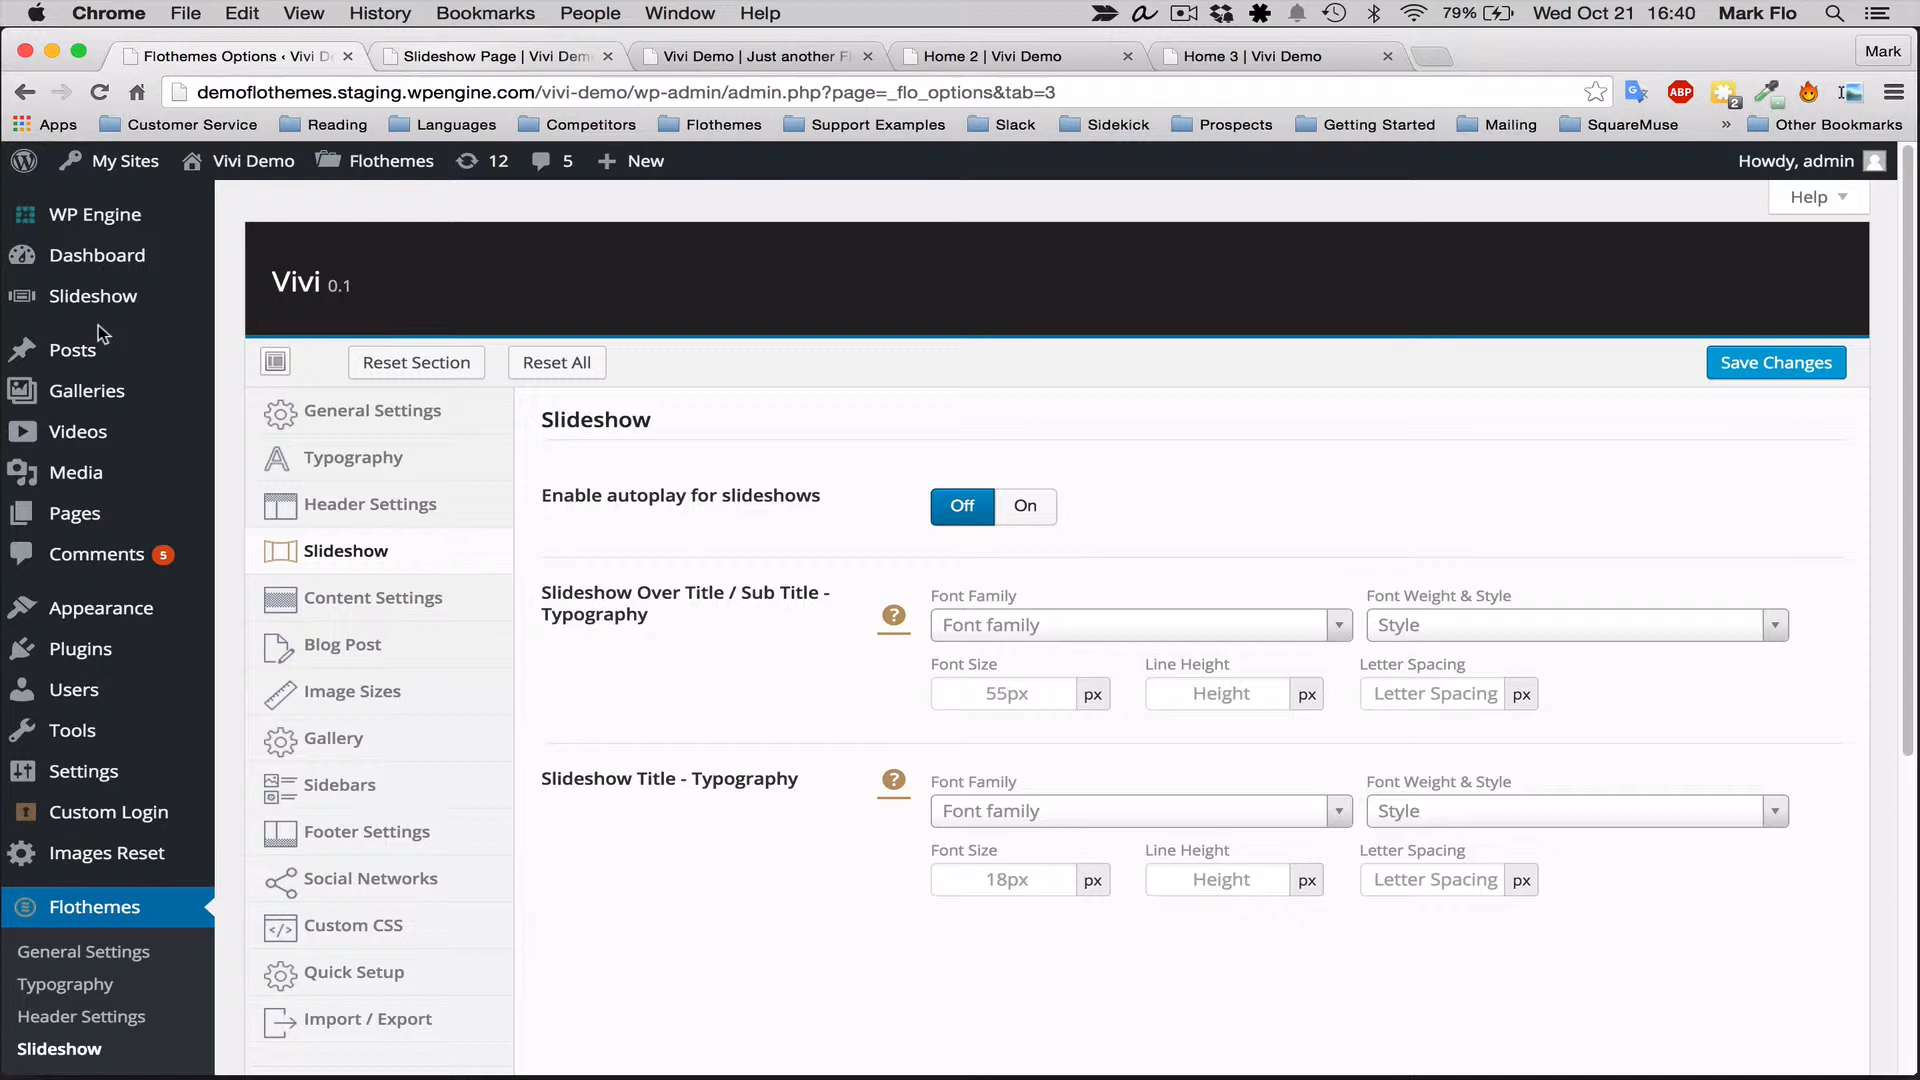 Chrome File Edit View History Bookmarks People Window Help 79% Wed Oct 21 16:40 Mark Flo
Flothemes Options ‹ Vivi D Slideshow Page | Vivi Dem Vivi Demo | Just another F Home 2 | Vivi Demo Home 3 | Vivi Demo Mark
demoflothemes.staging.wpengine.com/vivi-demo/wp-admin/admin.php?page=_flo_options&tab=3 ABP 2
Apps Customer Service Reading Languages Competitors Flothemes Support Examples Slack Sidekick Prospects Getting Started Mailing SquareMuse » Other Bookmarks
My Sites Vivi Demo Flothemes 12 5 New Howdy, admin
Help
WP Engine
Dashboard
Slideshow
Posts
Galleries
Videos
Media
Pages
Comments 5
Appearance
Plugins
Users
Tools
Settings
Custom Login
Images Reset
Flothemes
General Settings
Typography
Header Settings
Slideshow
Vivi 0.1
Reset Section Reset All Save Changes
General Settings
Typography
Header Settings
Slideshow
Content Settings
Blog Post
Image Sizes
Gallery
Sidebars
Footer Settings
Social Networks
Custom CSS
Quick Setup
Import / Export
Slideshow
Enable autoplay for slideshows Off On
Slideshow Over Title / Sub Title -
Typography
?
Font Family Font Weight & Style
Font family Style
Font Size Line Height Letter Spacing
55px px Height px Letter Spacing px
Slideshow Title - Typography
?
Font Family Font Weight & Style
Font family Style
Font Size Line Height Letter Spacing
18px px Height px Letter Spacing px